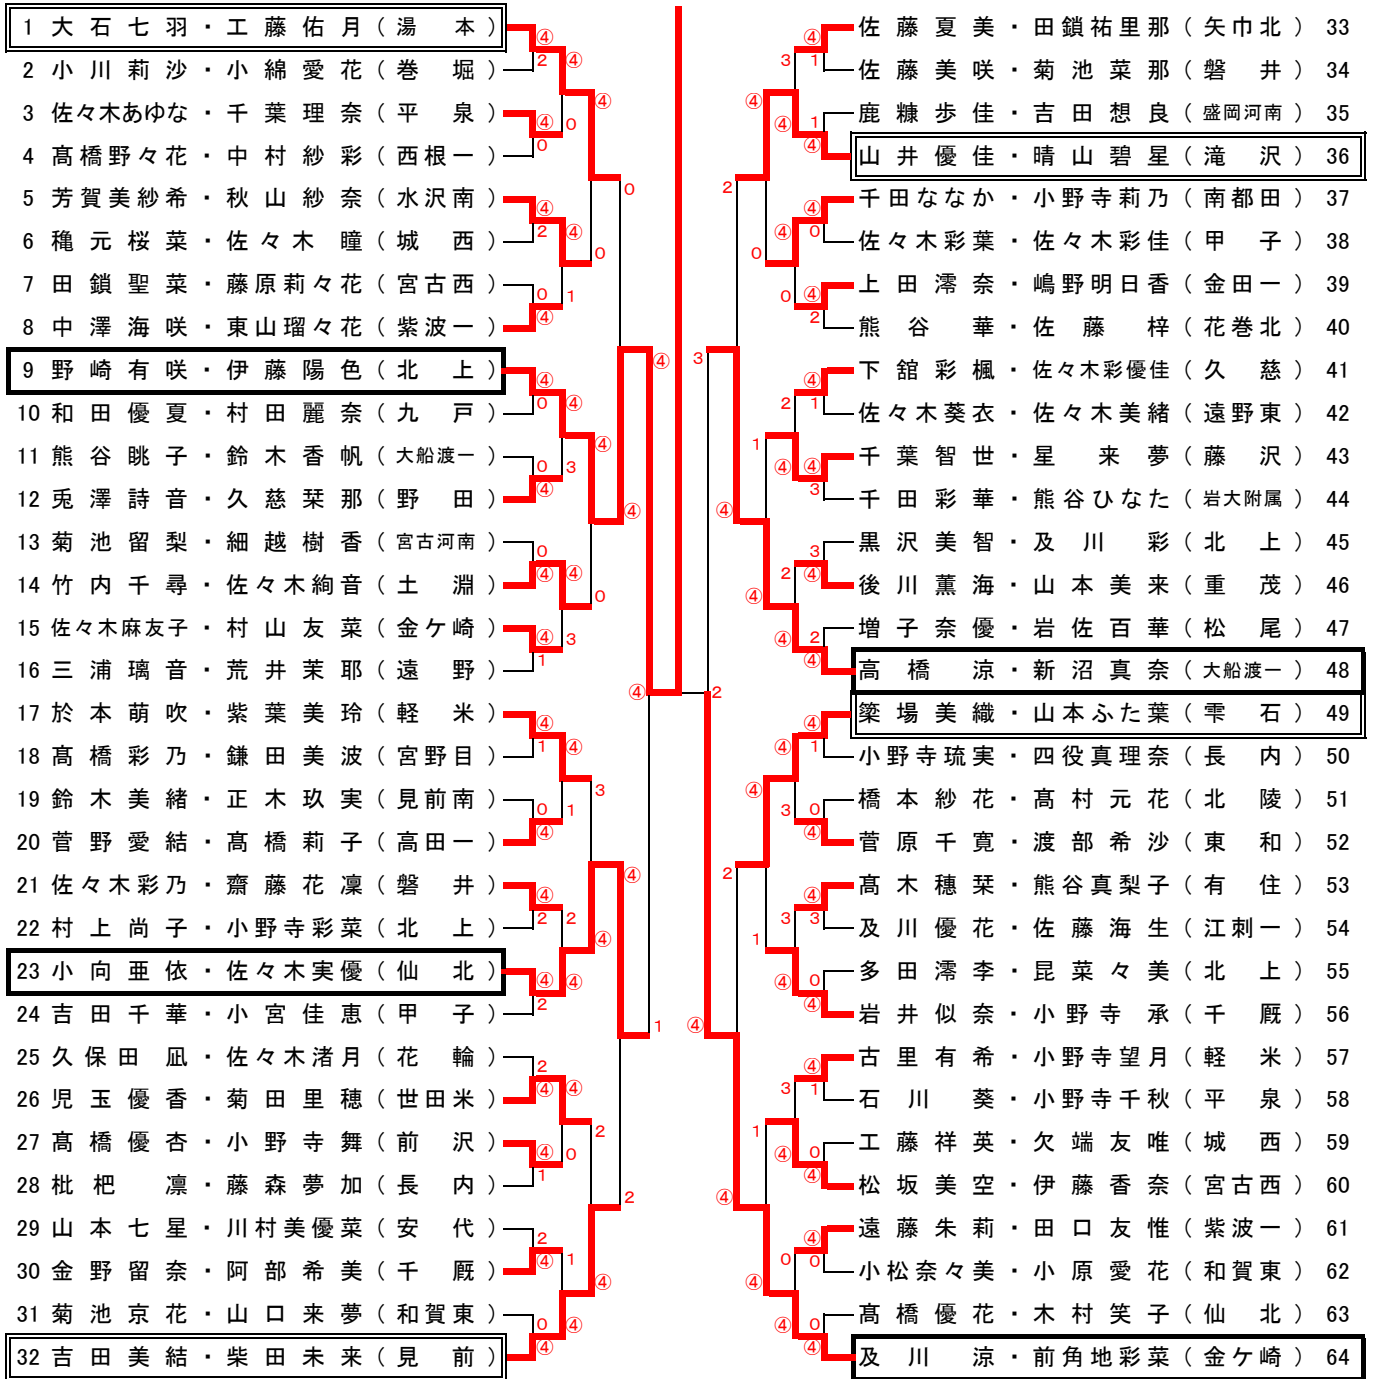 1 大石七羽・工藤佑月（湯本）
2 小川莉沙・小綿愛花（巻堀）
3 佐々木あゆな・千葉理奈（平泉）
4 髙橋野々花・中村紗彩（西根一）
5 芳賀美紗希・秋山紗奈（水沢南）
6 穐元桜菜・佐々木瞳（城西）
7 田鎖聖菜・藤原莉々花（宮古西）
8 中澤海咲・東山瑠々花（紫波一）
9 野崎有咲・伊藤陽色（北上）
10 和田優夏・村田麗奈（九戸）
11 熊谷眺子・鈴木香帆（大船渡一）
12 兎澤詩音・久慈栞那（野田）
13 菊池留梨・細越樹香（宮古河南）
14 竹内千尋・佐々木絢音（土淵）
15 佐々木麻友子・村山友菜（金ケ崎）
16 三浦璃音・荒井茉耶（遠野）
17 於本萌吹・紫葉美玲（軽米）
18 髙橋彩乃・鎌田美波（宮野目）
19 鈴木美緒・正木玖実（見前南）
20 菅野愛結・髙橋莉子（高田一）
21 佐々木彩乃・齋藤花凜（磐井）
22 村上尚子・小野寺彩菜（北上）
23 小向亜依・佐々木実優（仙北）
24 吉田千華・小宮佳恵（甲子）
25 久保田凪・佐々木渚月（花輪）
26 児玉優香・菊田里穂（世田米）
27 髙橋優杏・小野寺舞（前沢）
28 枇杷凛・藤森夢加（長内）
29 山本七星・川村美優菜（安代）
30 金野留奈・阿部希美（千厩）
31 菊池京花・山口来夢（和賀東）
32 吉田美結・柴田未来（見前）
佐藤夏美・田鎖祐里那（矢巾北） 33
佐藤美咲・菊池菜那（磐井） 34
鹿糠歩佳・吉田想良（盛岡河南） 35
山井優佳・晴山碧星（滝沢） 36
千田ななか・小野寺莉乃（南都田） 37
佐々木彩葉・佐々木彩佳（甲子） 38
上田澪奈・嶋野明日香（金田一） 39
熊谷華・佐藤梓（花巻北） 40
下舘彩楓・佐々木彩優佳（久慈） 41
佐々木葵衣・佐々木美緒（遠野東） 42
千葉智世・星来夢（藤沢） 43
千田彩華・熊谷ひなた（岩大附属） 44
黒沢美智・及川彩（北上） 45
後川薫海・山本美来（重茂） 46
増子奈優・岩佐百華（松尾） 47
高橋涼・新沼真奈（大船渡一） 48
簗場美織・山本ふた葉（雫石） 49
小野寺琉実・四役真理奈（長内） 50
橋本紗花・髙村元花（北陵） 51
菅原千寛・渡部希沙（東和） 52
髙木穂栞・熊谷真梨子（有住） 53
及川優花・佐藤海生（江刺一） 54
多田澪李・昆菜々美（北上） 55
岩井似奈・小野寺承（千厩） 56
古里有希・小野寺望月（軽米） 57
石川葵・小野寺千秋（平泉） 58
工藤祥英・欠端友唯（城西） 59
松坂美空・伊藤香奈（宮古西） 60
遠藤朱莉・田口友惟（紫波一） 61
小松奈々美・小原愛花（和賀東） 62
髙橋優花・木村笑子（仙北） 63
及川涼・前角地彩菜（金ケ崎） 64